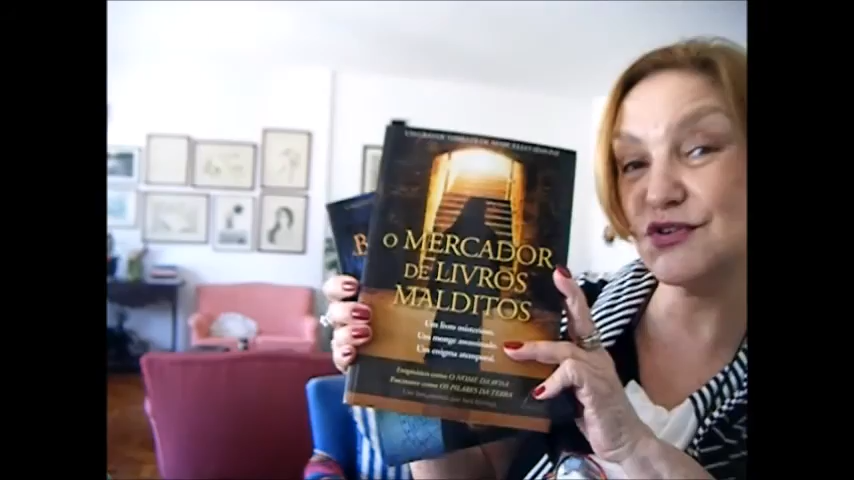 O MERCADOR
DE LIVROS
MALDITOS
Um livro misterioso.
Um monge assassinado.
Um enigma atemporal.
Enigmático como O NOME DA ROSA
Fascinante como OS PILARES DA TERRA
B